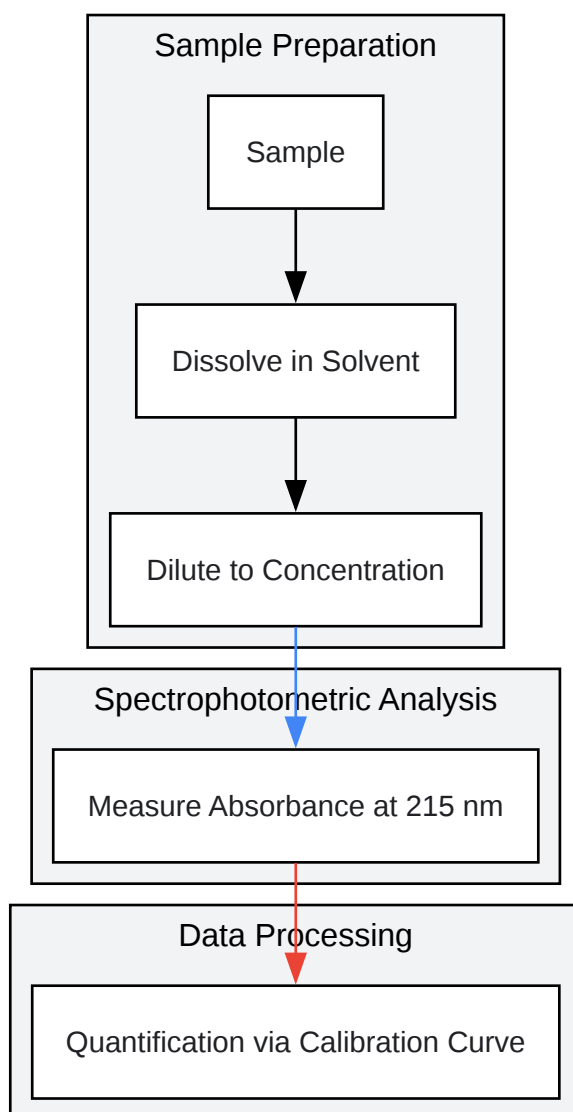 Sample Preparation
Sample
Dissolve in Solvent
Dilute to Concentration
Spectrophotometric Analysis
Measure Absorbance at 215 nm
Data Processing
Quantification via Calibration Curve